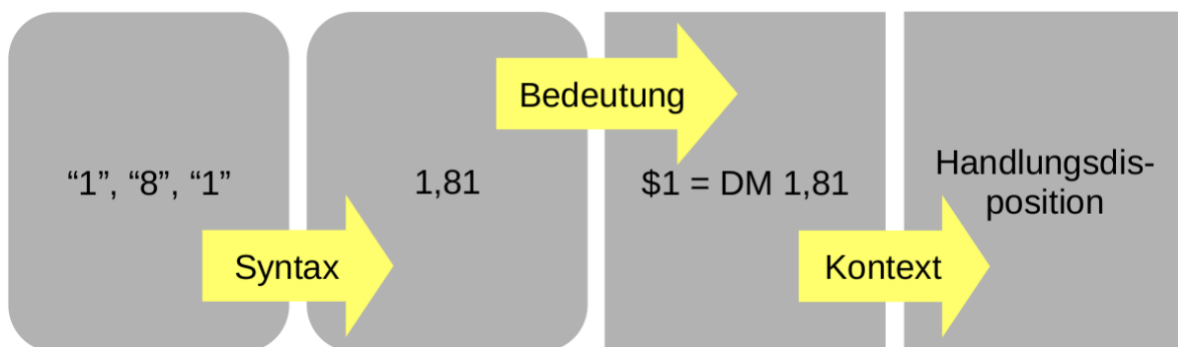 “1”, “8”, “1”
Syntax
1,81
Bedeutung
$1 = DM 1,81
Kontext
Handlungsdis-
position